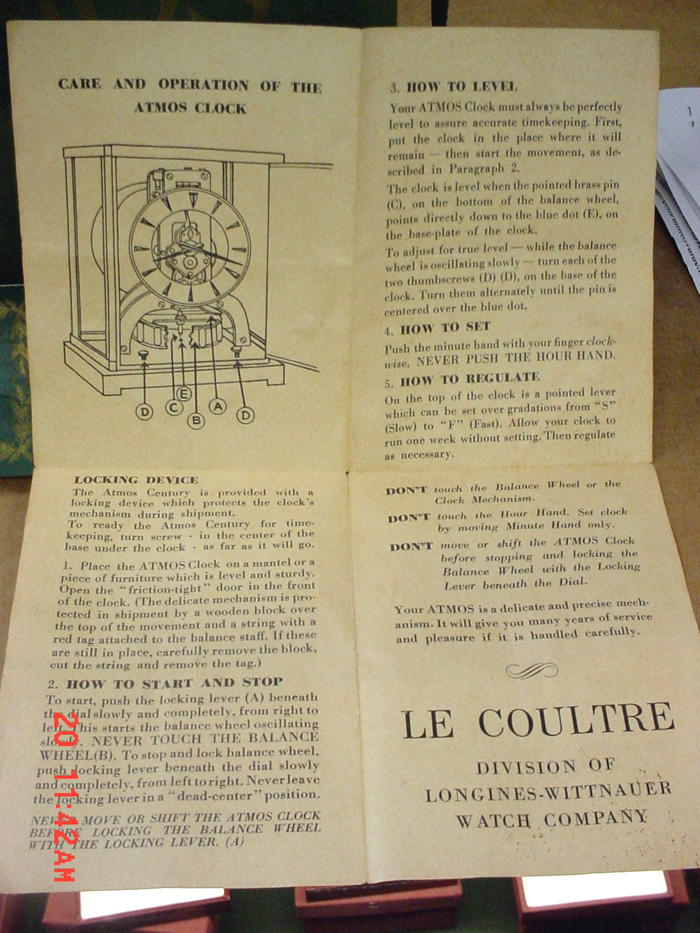 CARE AND OPERATION OF THE
ATMOS CLOCK
D
C
E
B
A
D
LOCKING DEVICE
The Atmos Century is provided with a
locking device which protects the clock's
mechanism during shipment.
To ready the Atmos Century for time-
keeping, turn screw - in the center of the
base under the clock - as far as it will go.
1. Place the ATMOS Clock on a mantel or a
piece of furniture which is level and sturdy.
Open the "friction-tight" door in the front
of the clock. (The delicate mechanism is pro-
tected in shipment by a wooden block over
the top of the movement and a string with a
red tag attached to the balance staff. If these
are still in place, carefully remove the block,
cut the string and remove the tag.)
2. HOW TO START AND STOP
To start, push the locking lever (A) beneath
the dial slowly and completely, from right to
left. This starts the balance wheel oscillating
slowly. NEVER TOUCH THE BALANCE
WHEEL(B). To stop and lock balance wheel,
push locking lever beneath the dial slowly
and completely, from left to right. Never leave
the locking lever in a "dead-center" position.
NEVER MOVE OR SHIFT THE ATMOS CLOCK
BEFORE LOCKING THE BALANCE WHEEL
WITH THE LOCKING LEVER. (A)
3. HOW TO LEVEL
Your ATMOS Clock must always be perfectly
level to assure accurate timekeeping. First,
put the clock in the place where it will
remain — then start the movement, as de-
scribed in Paragraph 2.
The clock is level when the pointed brass pin
(C), on the bottom of the balance wheel,
points directly down to the blue dot (E), on
the base-plate of the clock.
To adjust for true level — while the balance
wheel is oscillating slowly — turn each of the
two thumbscrews (D) (D), on the base of the
clock. Turn them alternately until the pin is
centered over the blue dot.
4. HOW TO SET
Push the minute hand with your finger clock-
wise. NEVER PUSH THE HOUR HAND.
5. HOW TO REGULATE
On the top of the clock is a pointed lever
which can be set over gradations from "S"
(Slow) to "F" (Fast). Allow your clock to
run one week without setting. Then regulate
as necessary.
DON'T touch the Balance Wheel or the
Clock Mechanism.
DON'T touch the Hour Hand. Set clock
by moving Minute Hand only.
DON'T move or shift the ATMOS Clock
before stopping and locking the
Balance Wheel with the Locking
Lever beneath the Dial.
Your ATMOS is a delicate and precise mech-
anism. It will give you many years of service
and pleasure if it is handled carefully.
LE COULTRE
DIVISION OF
LONGINES-WITTNAUER
WATCH COMPANY